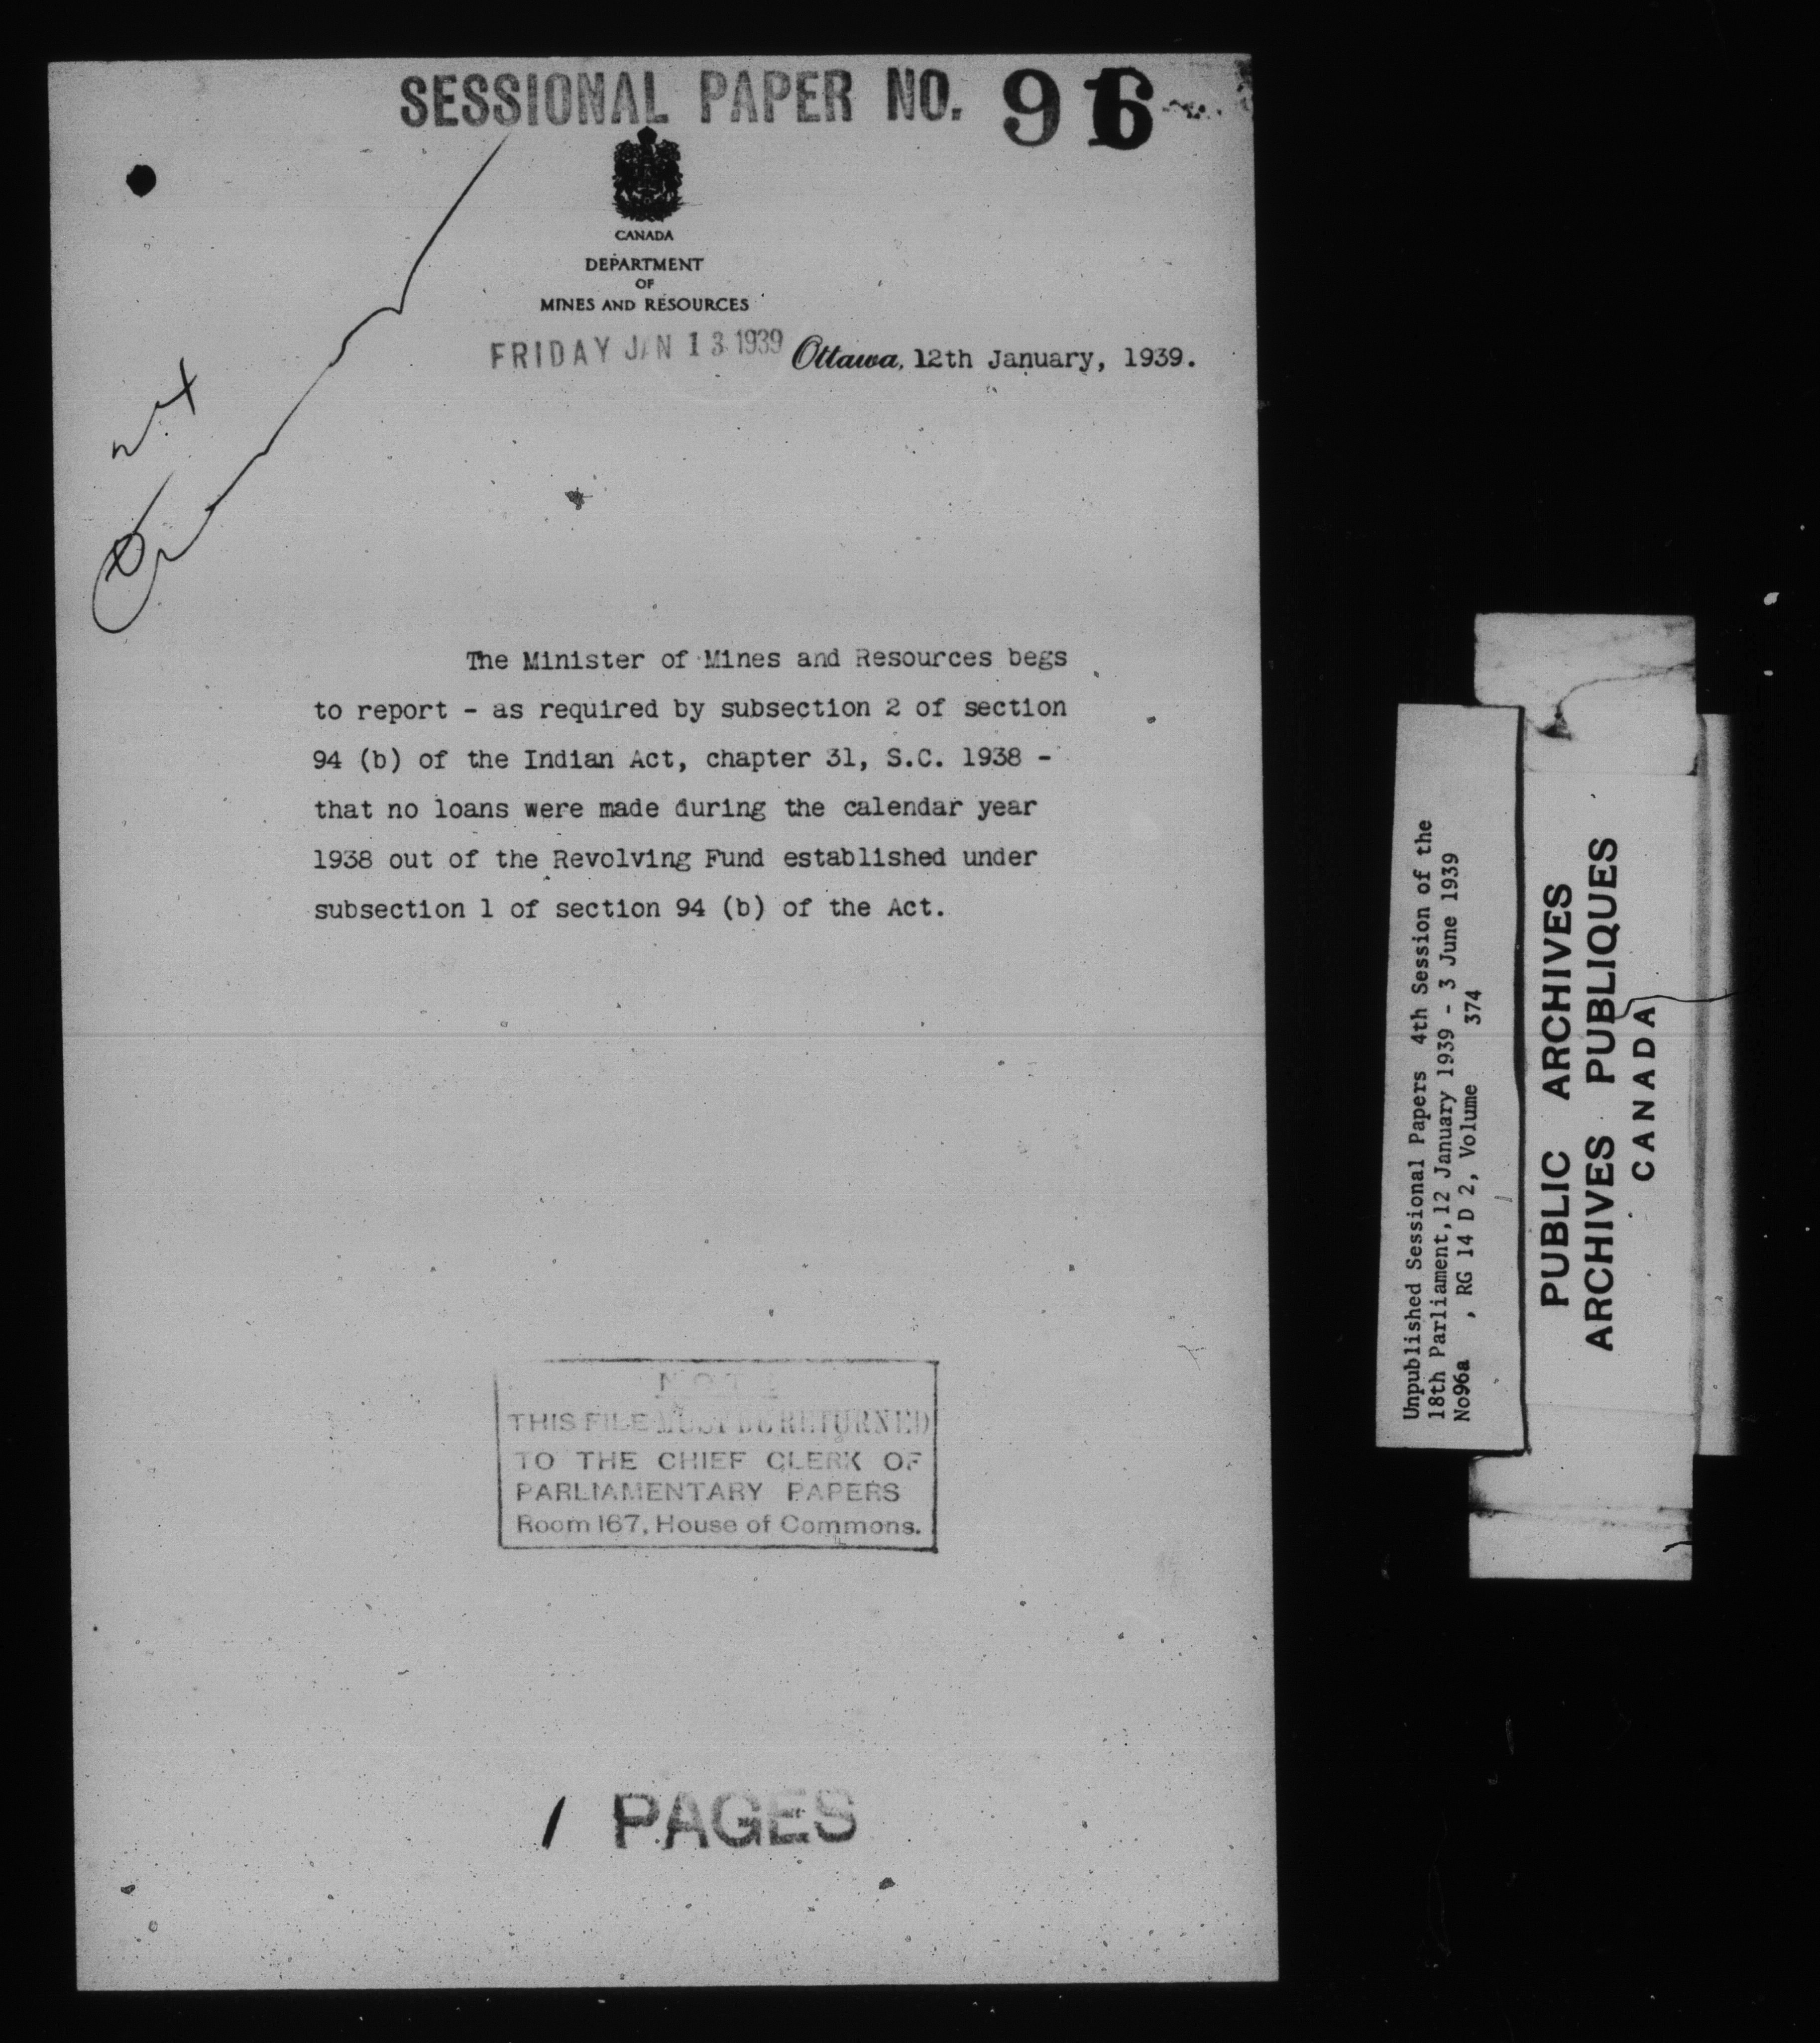 SESSIONAL PAPER NO. 96
CANADA
DEPARTMENT
OF
MINES AND RESOURCES
FRIDAY JAN 13 1939
Ottawa, 12th January, 1939.
The Minister of Mines and Resources begs
to report - as required by subsection 2 of section
94 (b) of the Indian Act, chapter 31, S.C. 1938 -
that no loans were made during the calendar year
1938 out of the Revolving Fund established under
subsection 1 of section 94 (b) of the Act.
NOTE
THIS FILE MUST BE RETURNED
TO THE CHIEF CLERK OF
PARLIAMENTARY PAPERS
Room 167, House of Commons.
1 PAGES
Unpublished Sessional Papers 4th Session of the
18th Parliament, 12 January 1939 - 3 June 1939
No96a , RG 14 D 2, Volume 374
PUBLIC ARCHIVES
ARCHIVES PUBLIQUES
CANADA